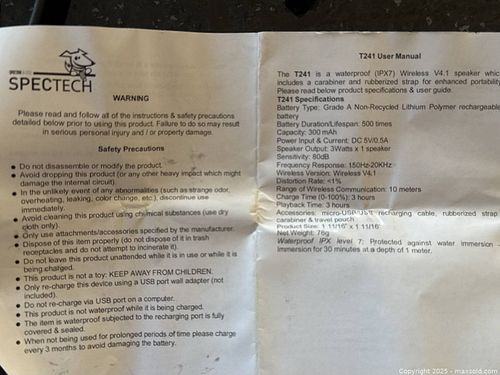 SPECTECH
WARNING
Please read and follow all of the instructions & safety precautions
detailed below prior to using this product. Failure to do so may result
in serious personal injury and / or property damage.
Safety Precautions
● Do not disassemble or modify the product.
● Avoid dropping this product (or any other heavy impact which might
damage the internal circuit).
● In the unlikely event of any abnormalities (such as strange odor,
overheating, leaking, color change, etc.), discontinue use
immediately.
● Avoid cleaning this product using chemical substances (use dry
cloth only).
● Only use attachments/accessories specified by the manufacturer.
● Dispose of this item properly (do not dispose of it in trash
receptacles and do not attempt to incinerate it).
● Do not leave this product unattended while it is in use or while it is
being charged.
● This product is not a toy: KEEP AWAY FROM CHILDREN.
● Only re-charge this device using a USB port wall adapter (not
included).
● Do no re-charge via USB port on a computer.
● This product is not waterproof while it is being charged.
● The item is waterproof subjected to the recharging port is fully
covered & sealed.
● When not being used for prolonged periods of time please charge
every 3 months to avoid damaging the battery.
T241 User Manual
The T241 is a waterproof (IPX7) Wireless V4.1 speaker which
includes a carabiner and rubberized strap for enhanced portability
Please read below product specifications & user guide.
T241 Specifications
Battery Type: Grade A Non-Recycled Lithium Polymer rechargeable
battery
Battery Duration/Lifespan: 500 times
Capacity: 300 mAh
Power Input & Current: DC 5V/0.5A
Speaker Output: 3Watts x 1 speaker
Sensitivity: 80dB
Frequency Response: 150Hz-20KHz
Wireless Version: Wireless V4.1
Distortion Rate: <1%
Range of Wireless Communication: 10 meters
Charge Time (0-100%): 3 hours
Playback Time: 3 hours
Accessories: micro-USB/USB recharging cable, rubberized strap
carabiner & travel pouch
Product Size: 1 11/16" x 1 11/16"
Net Weight: 76g
Waterproof IPX level 7: Protected against water immersion
Immersion for 30 minutes at a depth of 1 meter.
Copyright 2025 - maxsold.com